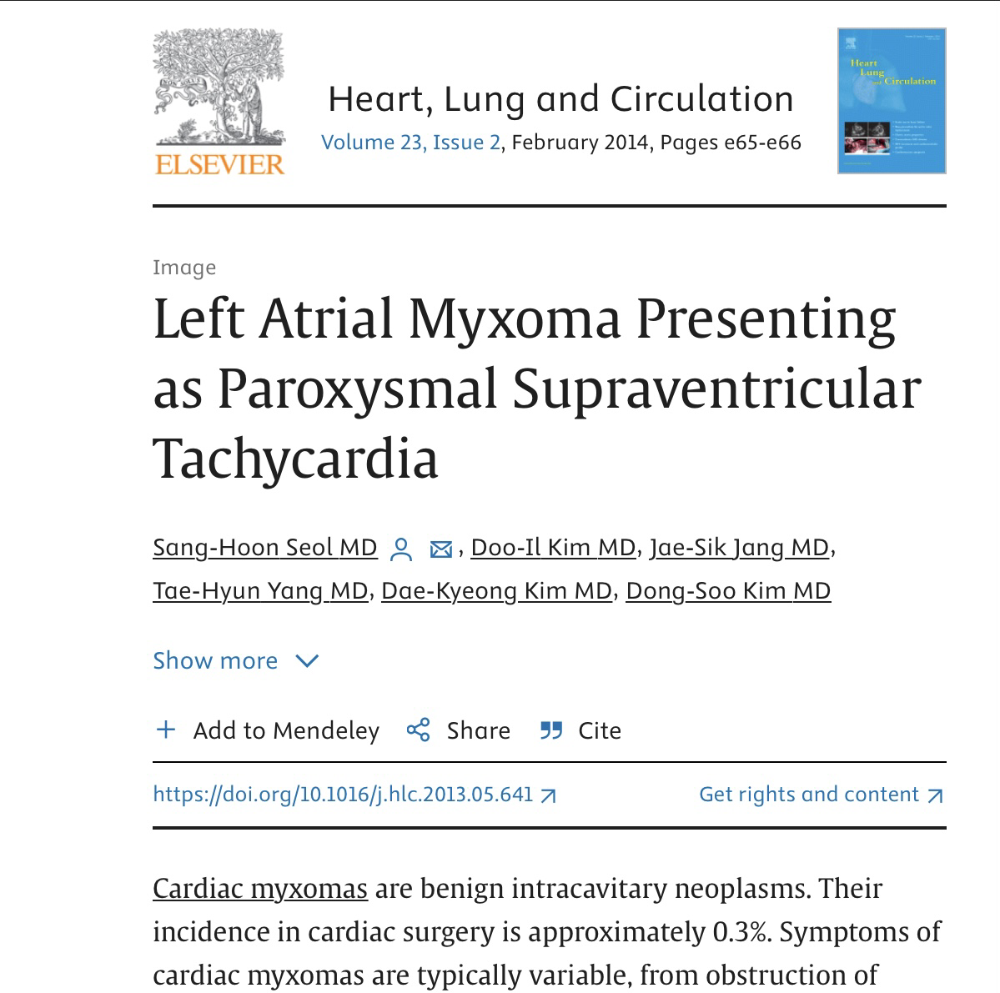 NON SOLUS
ELSEVIER
Heart, Lung and Circulation
Volume 23, Issue 2, February 2014, Pages e65-e66
Heart
Lung
and Circulation
Image
Left Atrial Myxoma Presenting
as Paroxysmal Supraventricular
Tachycardia
Sang-Hoon Seol MD , Doo-Il Kim MD, Jae-Sik Jang MD,
Tae-Hyun Yang MD, Dae-Kyeong Kim MD, Dong-Soo Kim MD
Show more
Add to Mendeley Share Cite
https://doi.org/10.1016/j.hlc.2013.05.641 Get rights and content
Cardiac myxomas are benign intracavitary neoplasms. Their
incidence in cardiac surgery is approximately 0.3%. Symptoms of
cardiac myxomas are typically variable, from obstruction of